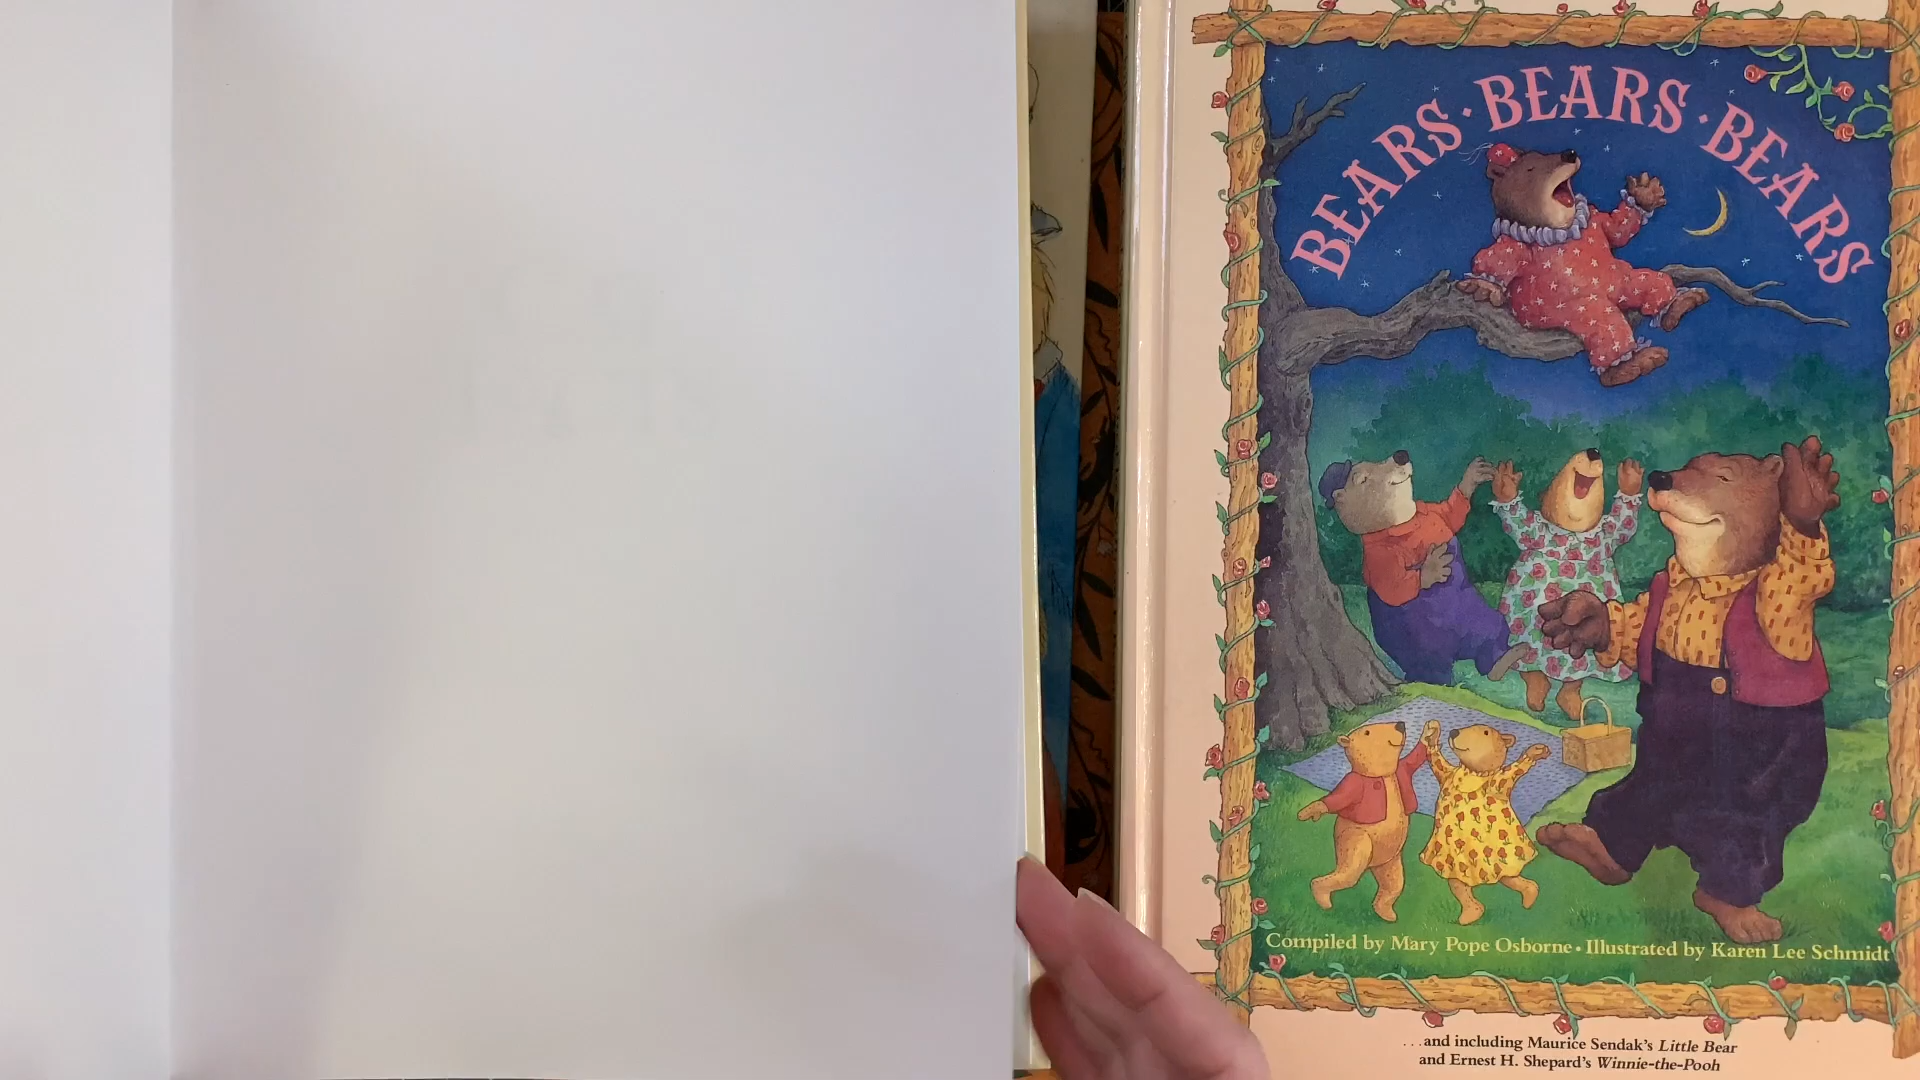 BEARS · BEARS · BEARS
Compiled by Mary Pope Osborne • Illustrated by Karen Lee Schmidt
...and including Maurice Sendak's Little Bear
and Ernest H. Shepard's Winnie-the-Pooh